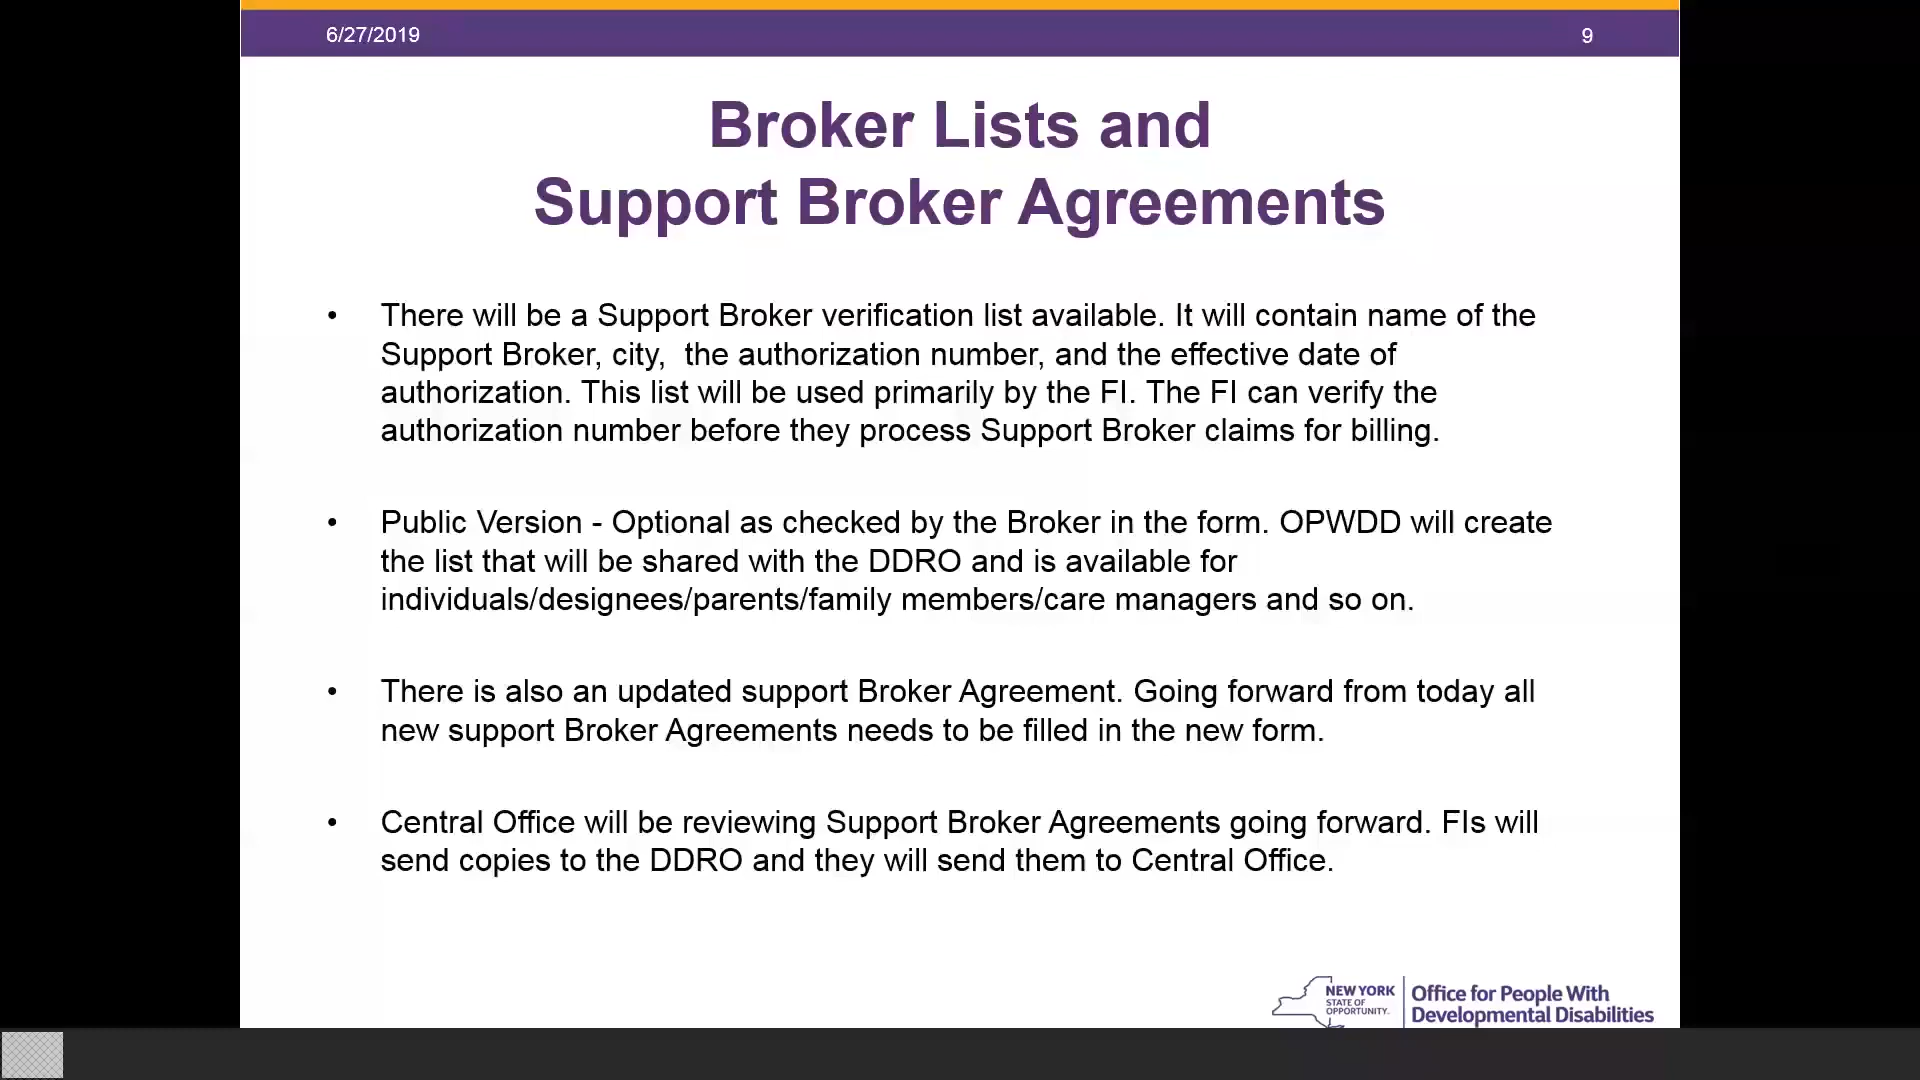 6/27/2019
9
Broker Lists and
Support Broker Agreements
• There will be a Support Broker verification list available. It will contain name of the
Support Broker, city,  the authorization number, and the effective date of
authorization. This list will be used primarily by the FI. The FI can verify the
authorization number before they process Support Broker claims for billing.
• Public Version - Optional as checked by the Broker in the form. OPWDD will create
the list that will be shared with the DDRO and is available for
individuals/designees/parents/family members/care managers and so on.
• There is also an updated support Broker Agreement. Going forward from today all
new support Broker Agreements needs to be filled in the new form.
• Central Office will be reviewing Support Broker Agreements going forward. FIs will
send copies to the DDRO and they will send them to Central Office.
NEW YORK
STATE OF
OPPORTUNITY.
Office for People With
Developmental Disabilities